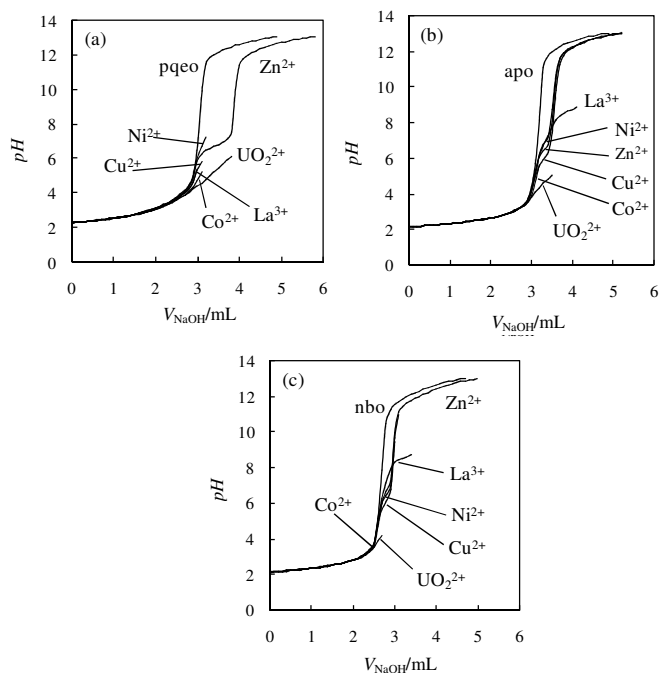 (a)
14
12
10
8
6
4
2
0
pH
pqeo
Zn²⁺
Ni²⁺
Cu²⁺
UO₂²⁺
Co²⁺
La³⁺
0 1 2 3 4 5 6
V_NaOH/mL
(b)
14
12
10
8
6
4
2
0
pH
apo
La³⁺
Ni²⁺
Zn²⁺
Cu²⁺
Co²⁺
UO₂²⁺
0 1 2 3 4 5 6
V_NaOH/mL
(c)
14
12
10
8
6
4
2
0
pH
nbo
Zn²⁺
La³⁺
Co²⁺
Ni²⁺
Cu²⁺
UO₂²⁺
0 1 2 3 4 5 6
V_NaOH/mL